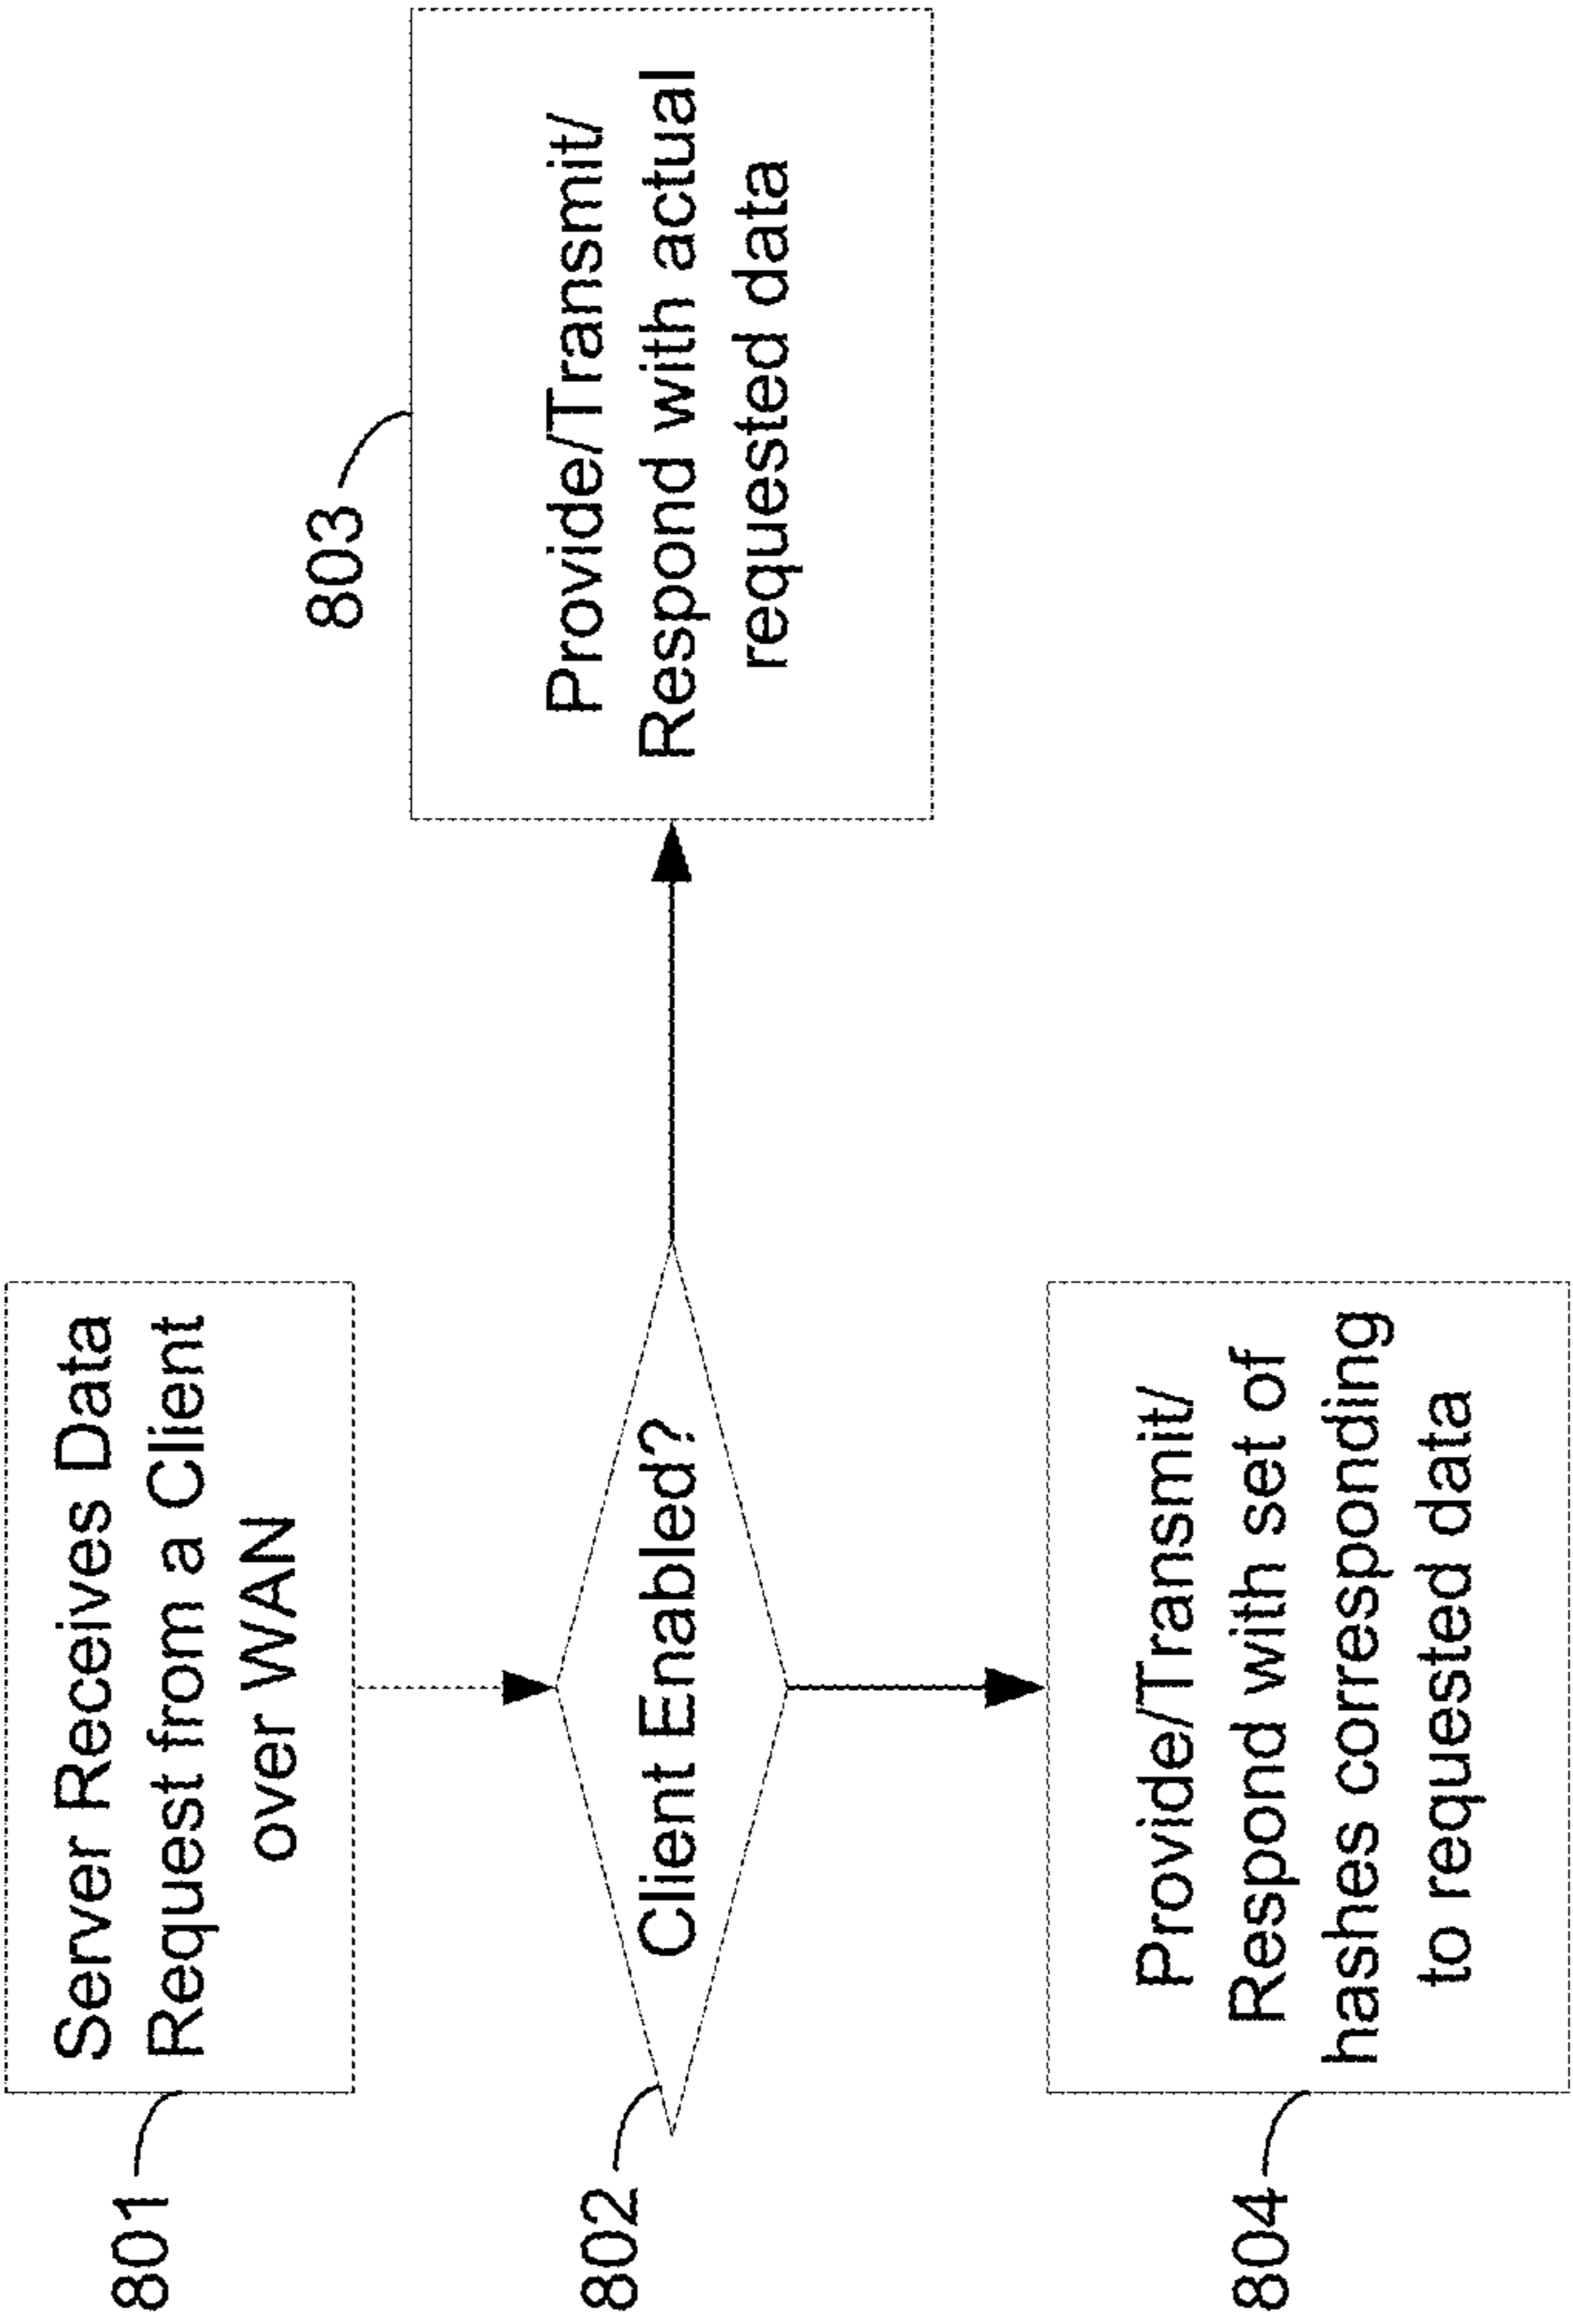 801
Server Receives Data
Request from a Client
over WAN
802
Client Enabled?
803
Provide/Transmit/
Respond with actual
requested data
804
Provide/Transmit/
Respond with set of
hashes corresponding
to requested data